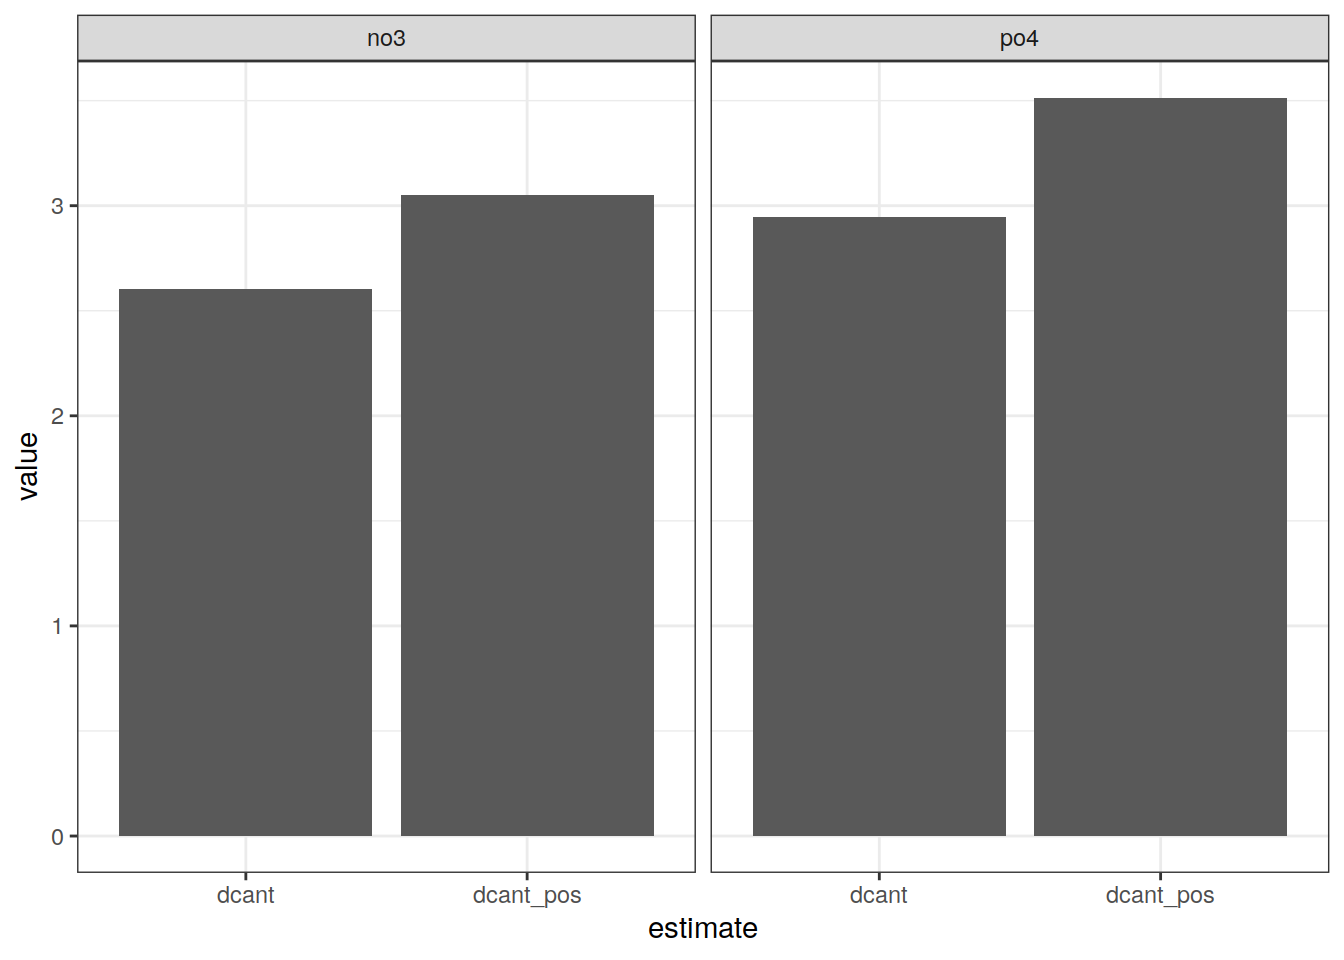 no3 po4
3
2
1
0
value
dcant dcant_pos dcant dcant_pos
estimate